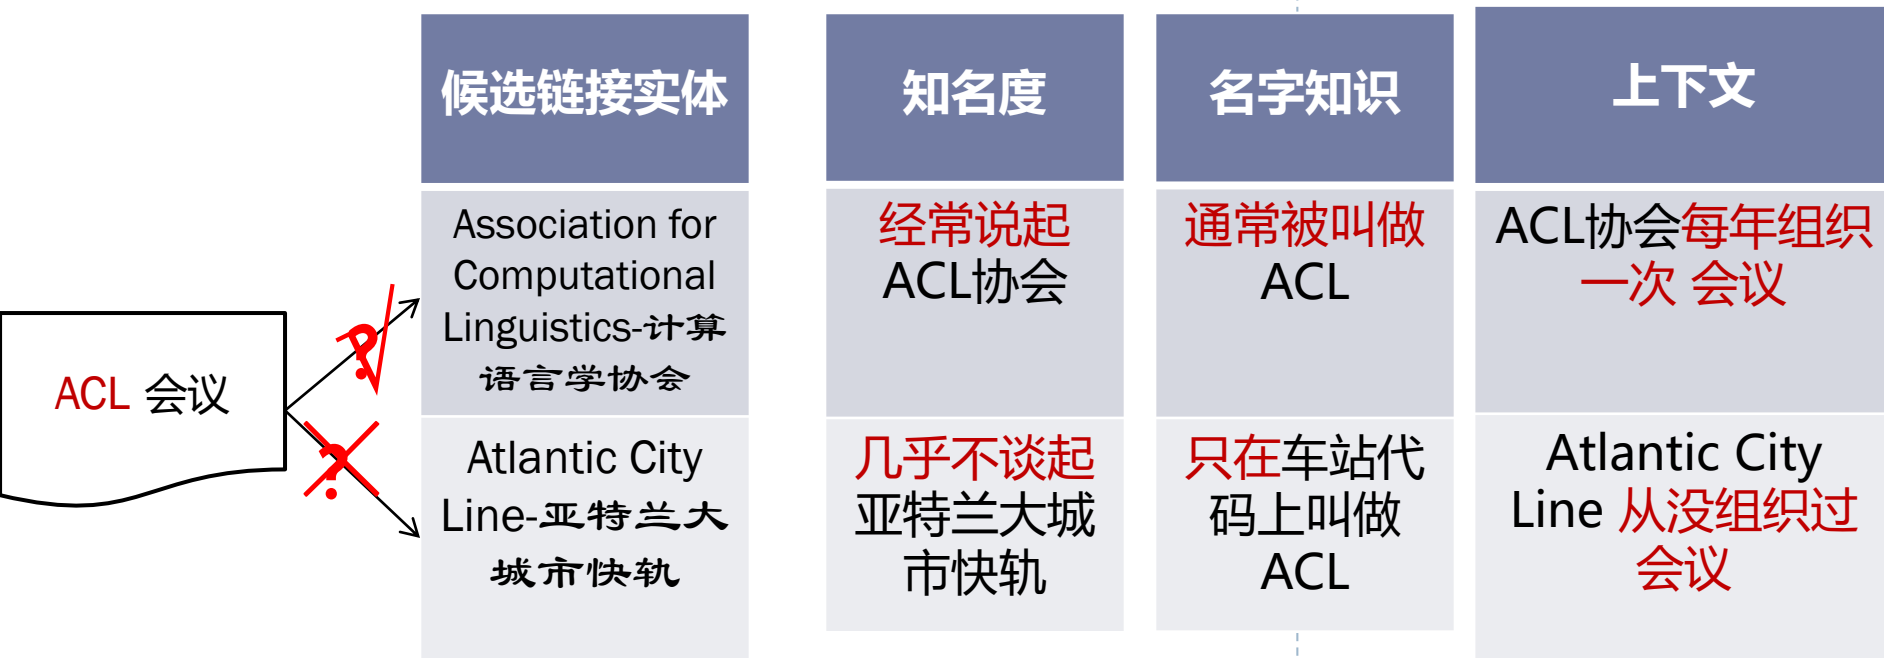 候选链接实体
知名度
名字知识
上下文
Association for
Computational
Linguistics-计算
语言学协会
经常说起
ACL协会
通常被叫做
ACL
ACL协会每年组织
一次 会议
ACL 会议
?
?
Atlantic City
Line-亚特兰大
城市快轨
几乎不谈起
亚特兰大城
市快轨
只在车站代
码上叫做
ACL
Atlantic City
Line 从没组织过
会议